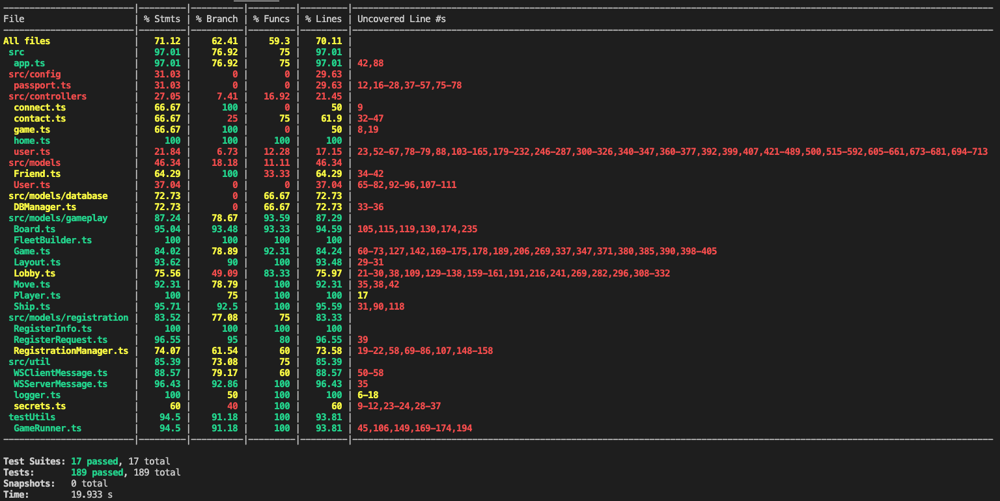 File | % Stmts | % Branch | % Funcs | % Lines | Uncovered Line #s
All files | 71.12 | 62.41 | 59.3 | 70.11 |
src | 97.01 | 76.92 | 75 | 97.01 |
app.ts | 97.01 | 76.92 | 75 | 97.01 | 42,88
src/config | 31.03 | 0 | 0 | 29.63 |
passport.ts | 31.03 | 0 | 0 | 29.63 | 12,16-28,37-57,75-78
src/controllers | 27.05 | 7.41 | 16.92 | 21.45 |
connect.ts | 66.67 | 100 | 0 | 50 | 9
contact.ts | 66.67 | 25 | 75 | 61.9 | 32-47
game.ts | 66.67 | 100 | 0 | 50 | 8,19
home.ts | 100 | 100 | 100 | 100 |
user.ts | 21.84 | 6.73 | 12.28 | 17.15 | 23,52-67,78-79,88,103-165,179-232,246-287,300-326,340-347,360-377,392,399,407,421-489,500,515-592,605-661,673-681,694-713
src/models | 46.34 | 18.18 | 11.11 | 46.34 |
Friend.ts | 64.29 | 100 | 33.33 | 64.29 | 34-42
User.ts | 37.04 | 0 | 0 | 37.04 | 65-82,92-96,107-111
src/models/database | 72.73 | 0 | 66.67 | 72.73 |
DBManager.ts | 72.73 | 0 | 66.67 | 72.73 | 33-36
src/models/gameplay | 87.24 | 78.67 | 93.59 | 87.29 |
Board.ts | 95.04 | 93.48 | 93.33 | 94.59 | 105,115,119,130,174,235
FleetBuilder.ts | 100 | 100 | 100 | 100 |
Game.ts | 84.02 | 78.89 | 92.31 | 84.24 | 60-73,127,142,169-175,178,189,206,269,337,347,371,380,385,390,398-405
Layout.ts | 93.62 | 90 | 100 | 93.48 | 29-31
Lobby.ts | 75.56 | 49.09 | 83.33 | 75.97 | 21-30,38,109,129-138,159-161,191,216,241,269,282,296,308-332
Move.ts | 92.31 | 78.79 | 100 | 92.31 | 35,38,42
Player.ts | 100 | 75 | 100 | 100 | 17
Ship.ts | 95.71 | 92.5 | 100 | 95.59 | 31,90,118
src/models/registration | 83.52 | 77.08 | 75 | 83.33 |
RegisterInfo.ts | 100 | 100 | 100 | 100 |
RegisterRequest.ts | 96.55 | 95 | 80 | 96.55 | 39
RegistrationManager.ts | 74.07 | 61.54 | 60 | 73.58 | 19-22,58,69-86,107,148-158
src/util | 85.39 | 73.08 | 75 | 85.39 |
WSClientMessage.ts | 88.57 | 79.17 | 60 | 88.57 | 50-58
WSServerMessage.ts | 96.43 | 92.86 | 100 | 96.43 | 35
logger.ts | 100 | 50 | 100 | 100 | 6-18
secrets.ts | 60 | 40 | 100 | 60 | 9-12,23-24,28-37
testUtils | 94.5 | 91.18 | 100 | 93.81 |
GameRunner.ts | 94.5 | 91.18 | 100 | 93.81 | 45,106,149,169-174,194
Test Suites: 17 passed, 17 total
Tests: 189 passed, 189 total
Snapshots: 0 total
Time: 19.933 s